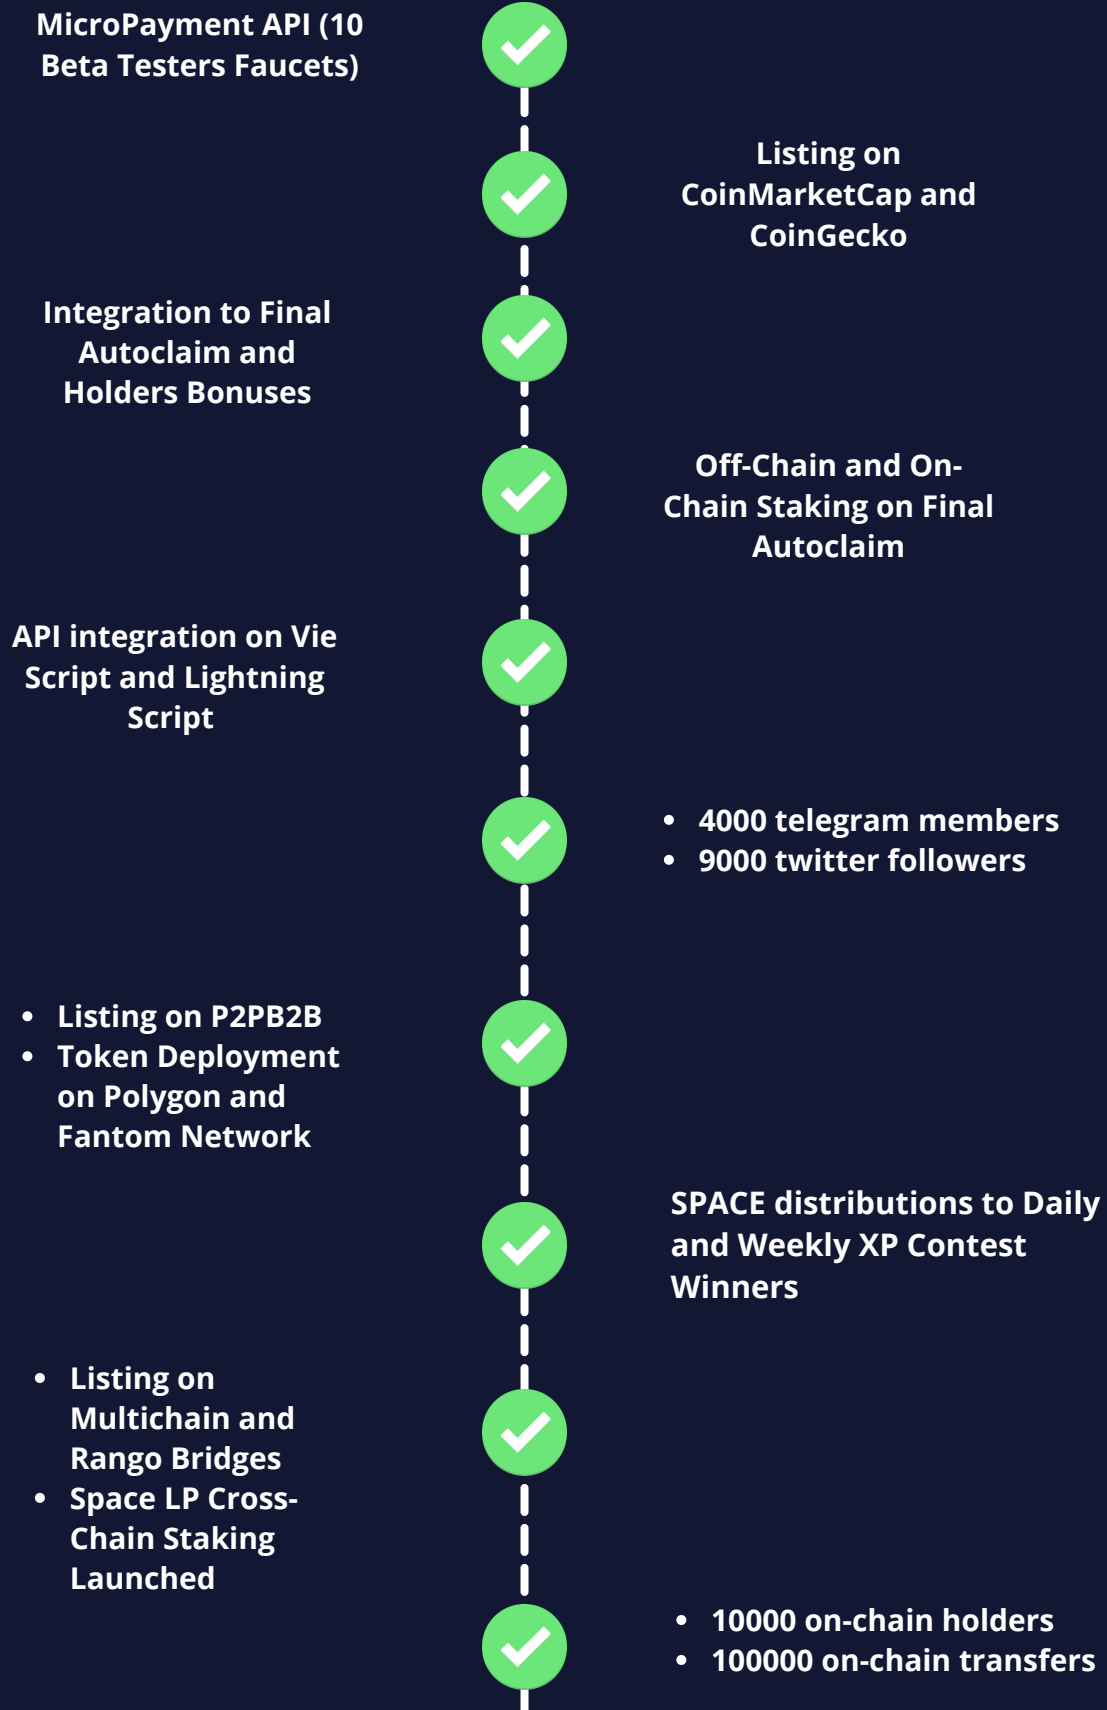 MicroPayment API (10
Beta Testers Faucets)
Listing on
CoinMarketCap and
CoinGecko
Integration to Final
Autoclaim and
Holders Bonuses
Off-Chain and On-
Chain Staking on Final
Autoclaim
API integration on Vie
Script and Lightning
Script
• 4000 telegram members
• 9000 twitter followers
• Listing on P2PB2B
• Token Deployment
on Polygon and
Fantom Network
SPACE distributions to Daily
and Weekly XP Contest
Winners
• Listing on
Multichain and
Rango Bridges
• Space LP Cross-
Chain Staking
Launched
• 10000 on-chain holders
• 100000 on-chain transfers